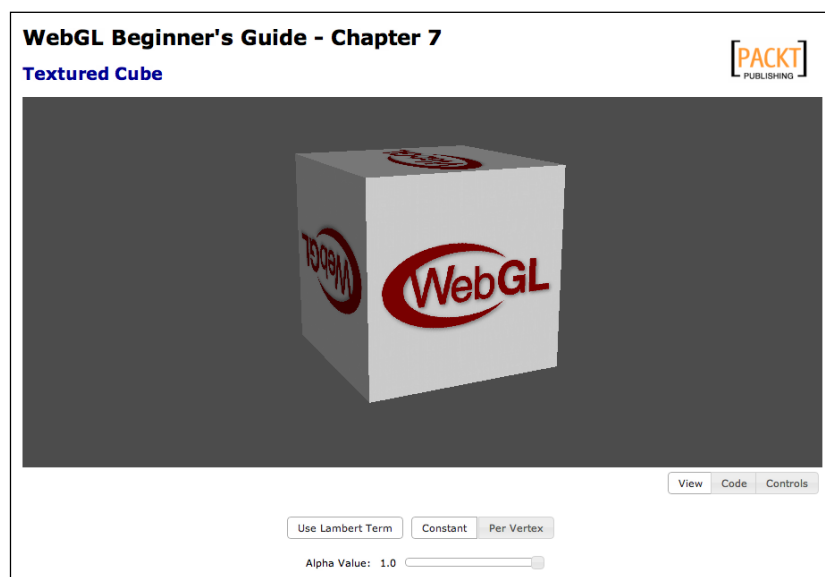 WebGL Beginner's Guide - Chapter 7
Textured Cube
[PACKT]
PUBLISHING
WebGL
WebGL
WebGL
View Code Controls
Use Lambert Term Constant Per Vertex
Alpha Value: 1.0